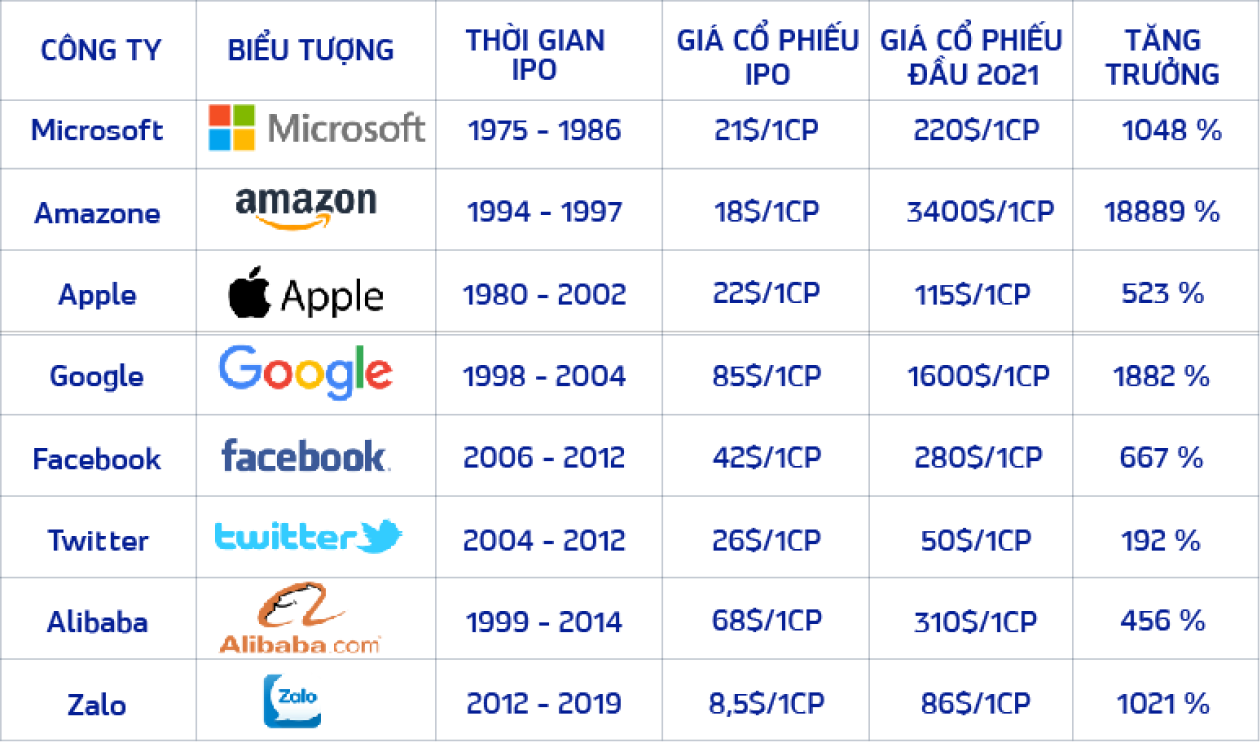 CÔNG TY
BIỂU TƯỢNG
THỜI GIAN
IPO
GIÁ CỔ PHIẾU
IPO
GIÁ CỔ PHIẾU
ĐẦU 2021
TĂNG
TRƯỞNG
Microsoft
Microsoft
1975 - 1986
21$/1CP
220$/1CP
1048 %
Amazone
amazon
1994 - 1997
18$/1CP
3400$/1CP
18889 %
Apple
Apple
1980 - 2002
22$/1CP
115$/1CP
523 %
Google
Google
1998 - 2004
85$/1CP
1600$/1CP
1882 %
Facebook
facebook
2006 - 2012
42$/1CP
280$/1CP
667 %
Twitter
twitter
2004 - 2012
26$/1CP
50$/1CP
192 %
Alibaba
Alibaba.com
1999 - 2014
68$/1CP
310$/1CP
456 %
Zalo
Zalo
2012 - 2019
8,5$/1CP
86$/1CP
1021 %